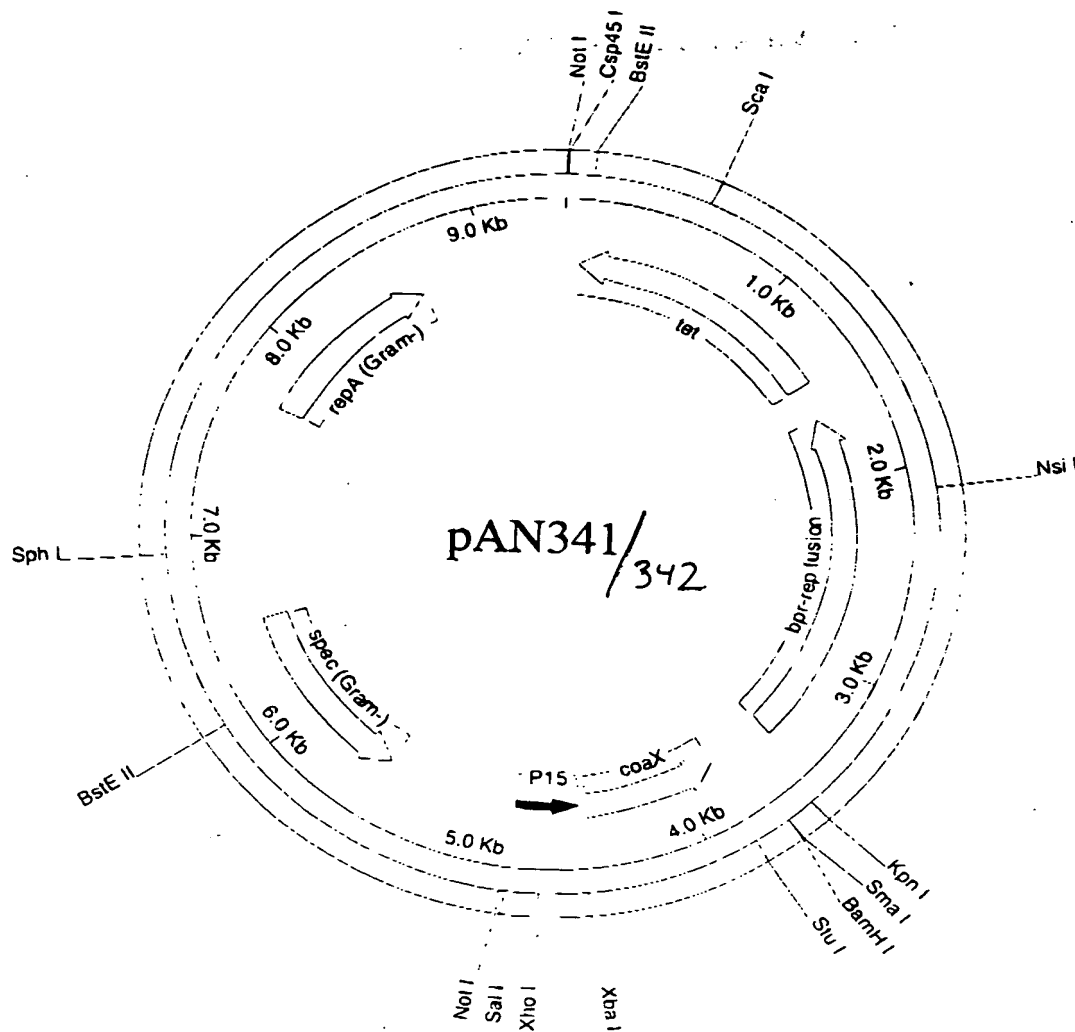 Not I
Csp45 I
BstE II
Sca I
9.0 Kb
1.0 Kb
tet
8.0 Kb
repA (Gram-)
2.0 Kb
Nsi I
7.0 Kb
Sph I
pAN341/342
bpr-rep fusion
3.0 Kb
spec (Gram-)
6.0 Kb
BstE II
P15
coaX
4.0 Kb
5.0 Kb
Kpn I
Sma I
BamH I
Stu I
Not I
Sal I
Xho I
Xba I